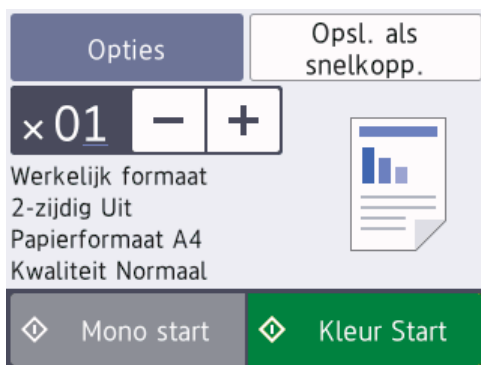 Opties
Opsl. als
snelkopp.
×01 − +
Werkelijk formaat
2-zijdig Uit
Papierformaat A4
Kwaliteit Normaal
Mono start
Kleur Start